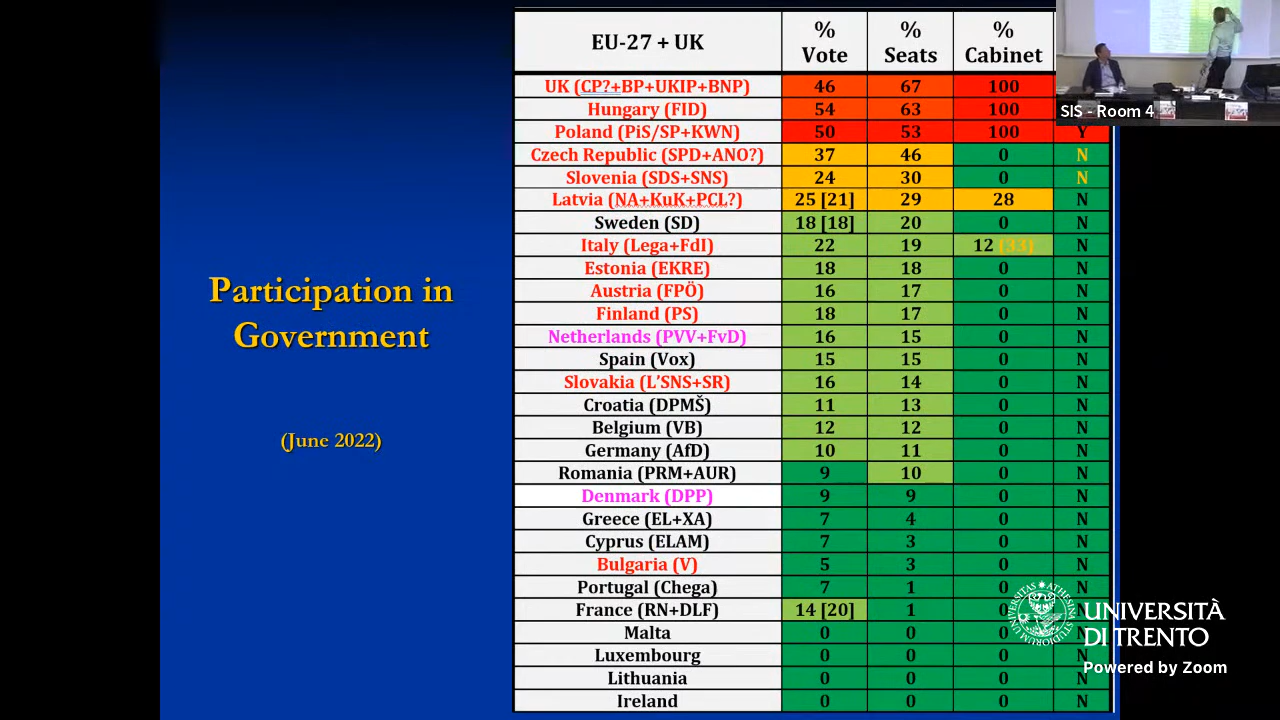 Participation in
Government
(June 2022)
EU-27 + UK % Vote % Seats % Cabinet
UK (CP?+BP+UKIP+BNP) 46 67 100
Hungary (FID) 54 63 100
Poland (PiS/SP+KWN) 50 53 100 Y
Czech Republic (SPD+ANO?) 37 46 0 N
Slovenia (SDS+SNS) 24 30 0 N
Latvia (NA+KuK+PCL?) 25 [21] 29 28 N
Sweden (SD) 18 [18] 20 0 N
Italy (Lega+FdI) 22 19 12 (33) N
Estonia (EKRE) 18 18 0 N
Austria (FPÖ) 16 17 0 N
Finland (PS) 18 17 0 N
Netherlands (PVV+FvD) 16 15 0 N
Spain (Vox) 15 15 0 N
Slovakia (L'SNS+SR) 16 14 0 N
Croatia (DPMŠ) 11 13 0 N
Belgium (VB) 12 12 0 N
Germany (AfD) 10 11 0 N
Romania (PRM+AUR) 9 10 0 N
Denmark (DPP) 9 9 0 N
Greece (EL+XA) 7 4 0 N
Cyprus (ELAM) 7 3 0 N
Bulgaria (V) 5 3 0 N
Portugal (Chega) 7 1 0 N
France (RN+DLF) 14 [20] 1 0
Malta 0 0 0
Luxembourg 0 0 0 N
Lithuania 0 0 0 N
Ireland 0 0 0 N
SIS - Room 4
UNIVERSITÀ
DI TRENTO
Powered by Zoom